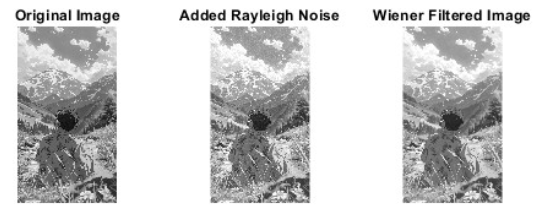 Original Image
Added Rayleigh Noise
Wiener Filtered Image